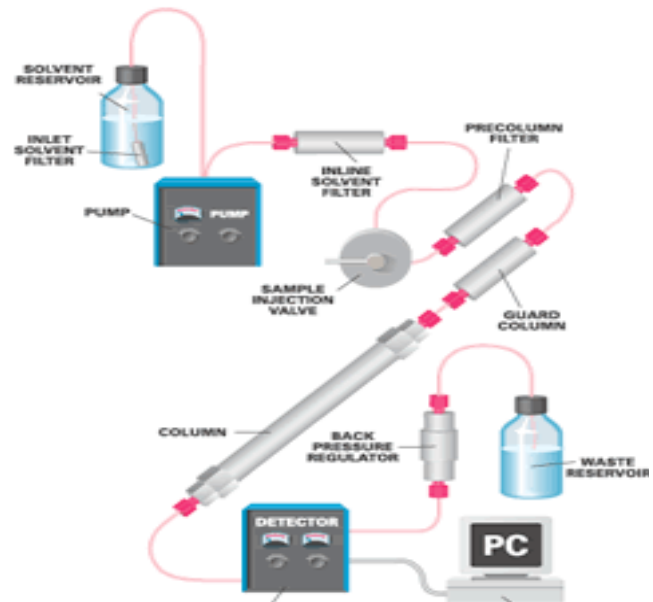 SOLVENT
RESERVOIR
INLET
SOLVENT
FILTER
PUMP
PUMP
INLINE
SOLVENT
FILTER
PRECOLUMN
FILTER
SAMPLE
INJECTION
VALVE
GUARD
COLUMN
COLUMN
BACK
PRESSURE
REGULATOR
WASTE
RESERVOIR
DETECTOR
PC